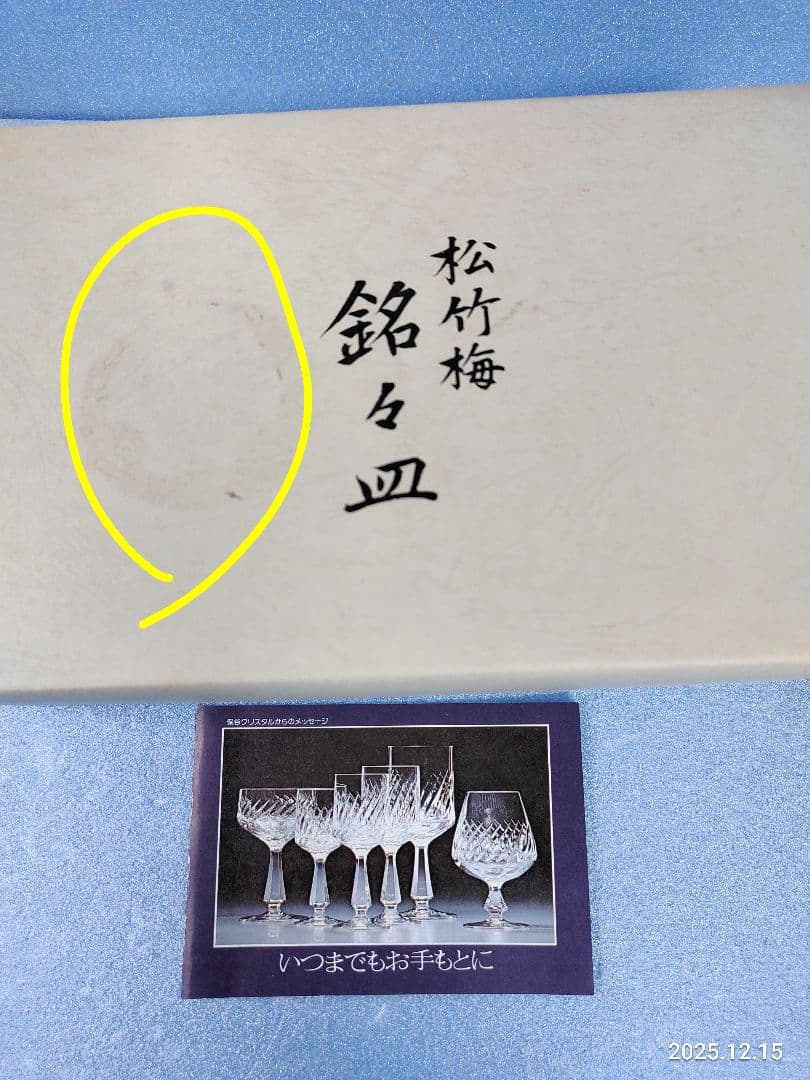 松竹梅
銘々皿
保谷クリスタルからのメッセージ
いつまでもお手もとに
2025.12.15